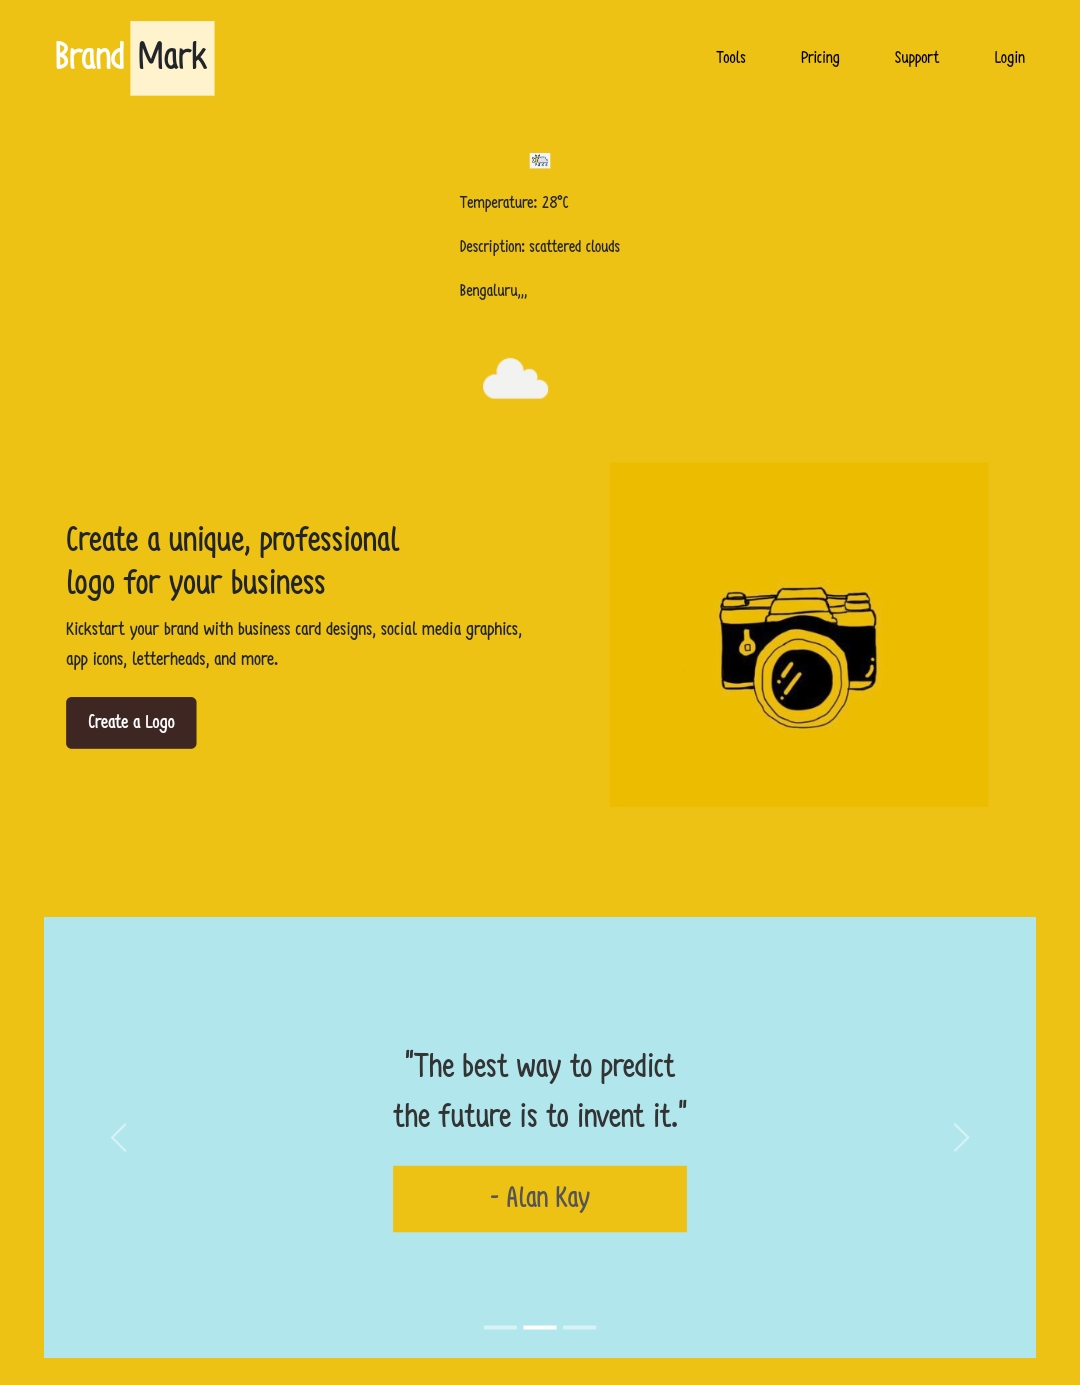 Brand Mark
Tools Pricing Support Login
Temperature: 28°C
Description: scattered clouds
Bengaluru,,,
Create a unique, professional
logo for your business
Kickstart your brand with business card designs, social media graphics,
app icons, letterheads, and more.
Create a Logo
"The best way to predict
the future is to invent it."
- Alan Kay